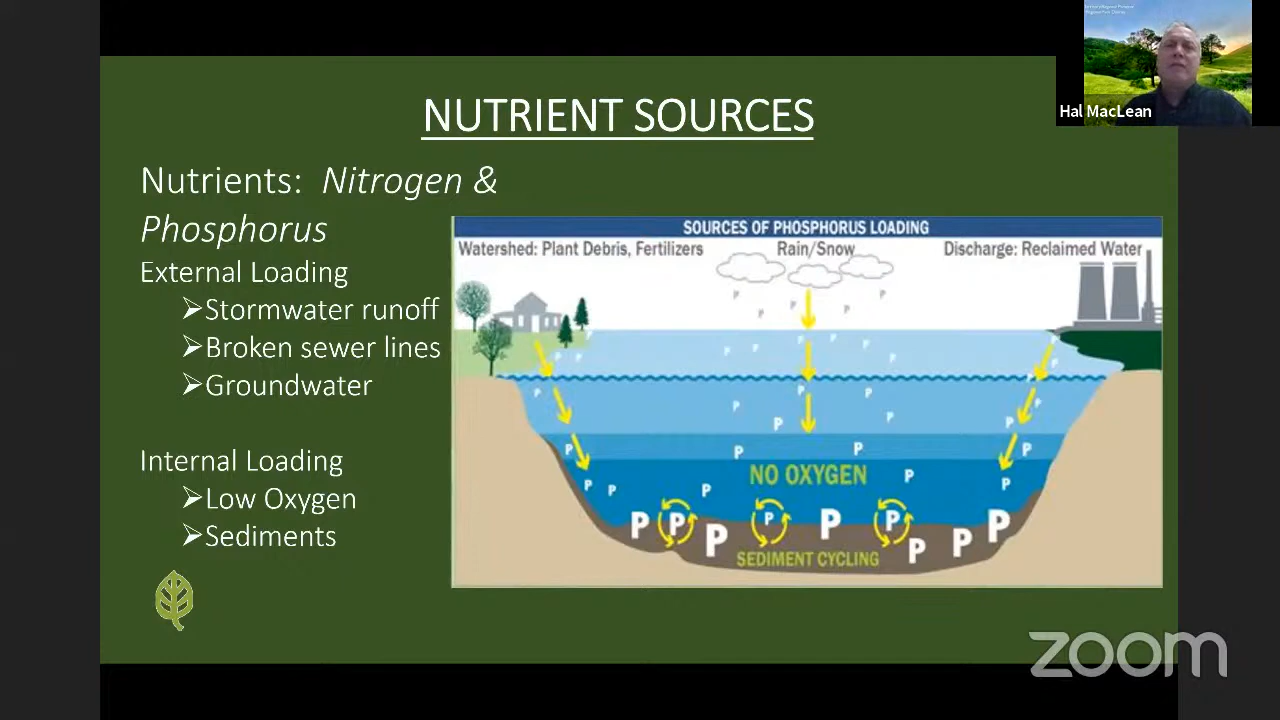 NUTRIENT SOURCES
Hal MacLean
Nutrients: Nitrogen &
Phosphorus
External Loading
➢Stormwater runoff
➢Broken sewer lines
➢Groundwater
Internal Loading
➢Low Oxygen
➢Sediments
SOURCES OF PHOSPHORUS LOADING
Watershed: Plant Debris, Fertilizers
Rain/Snow
Discharge: Reclaimed Water
NO OXYGEN
P P P P P P P P P
SEDIMENT CYCLING
zoom